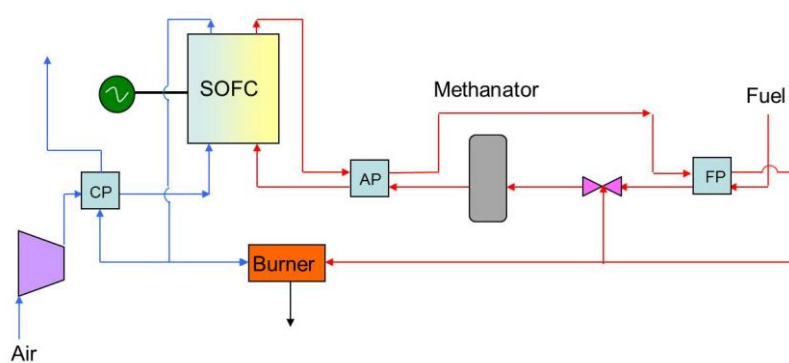 SOFC
Methanator
Fuel
CP
AP
FP
Burner
Air